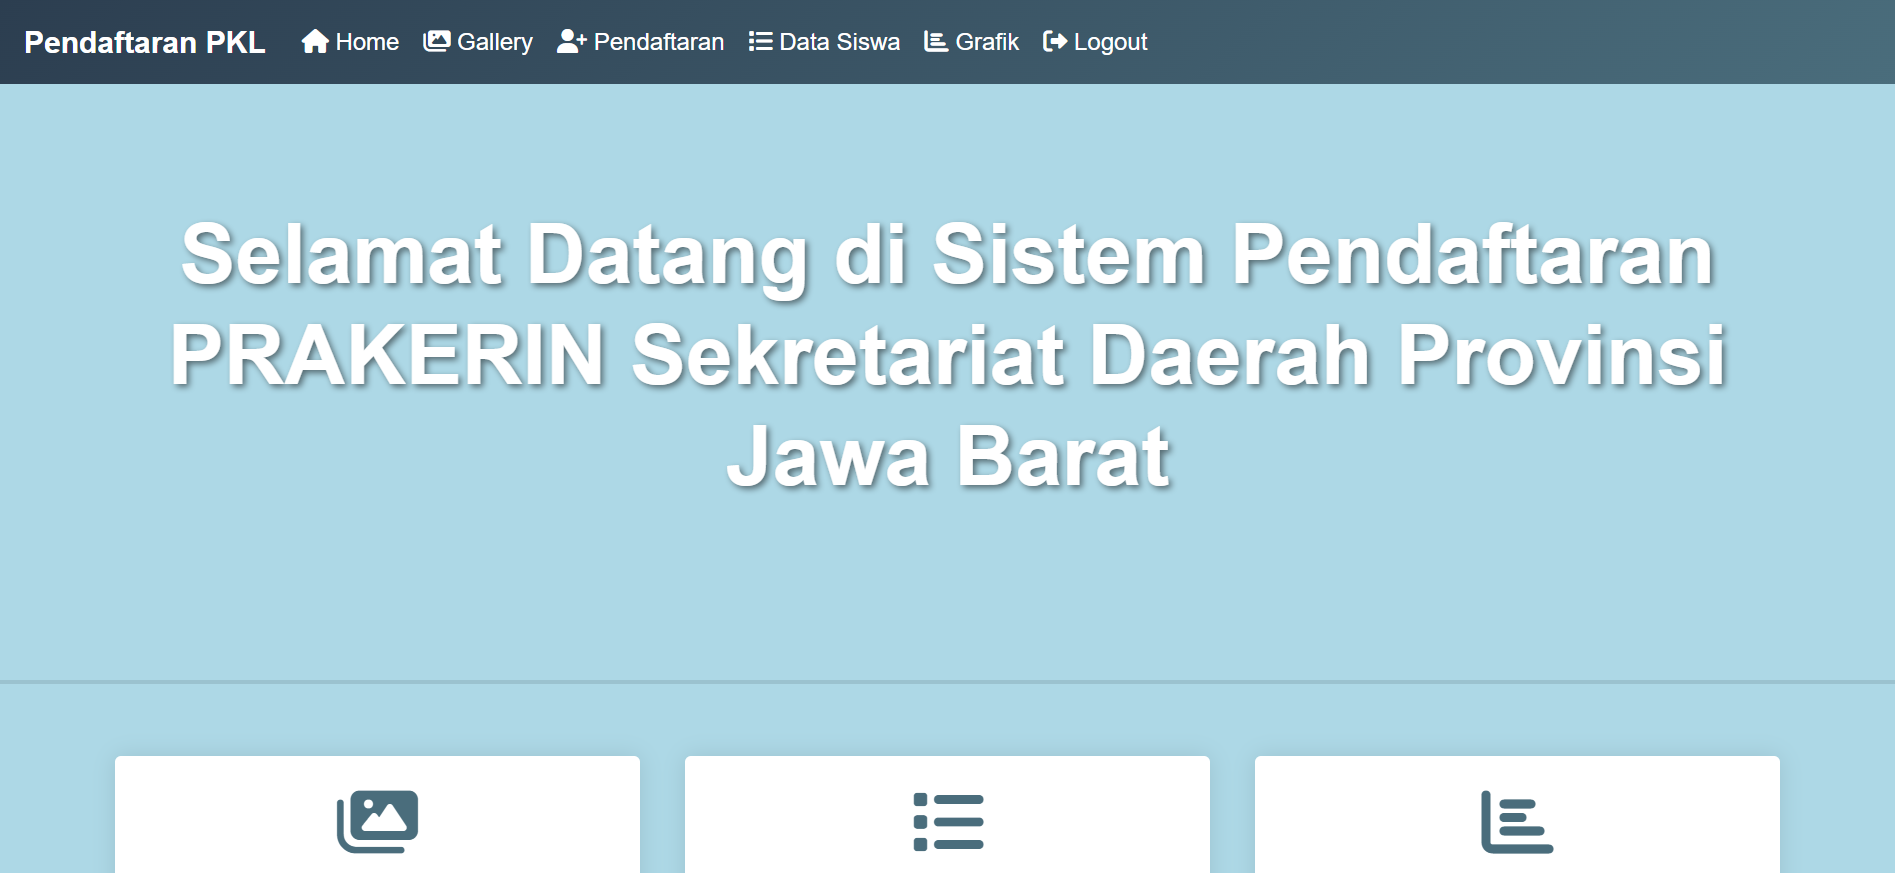 Pendaftaran PKL Home Gallery Pendaftaran Data Siswa Grafik Logout
Selamat Datang di Sistem Pendaftaran
PRAKERIN Sekretariat Daerah Provinsi
Jawa Barat